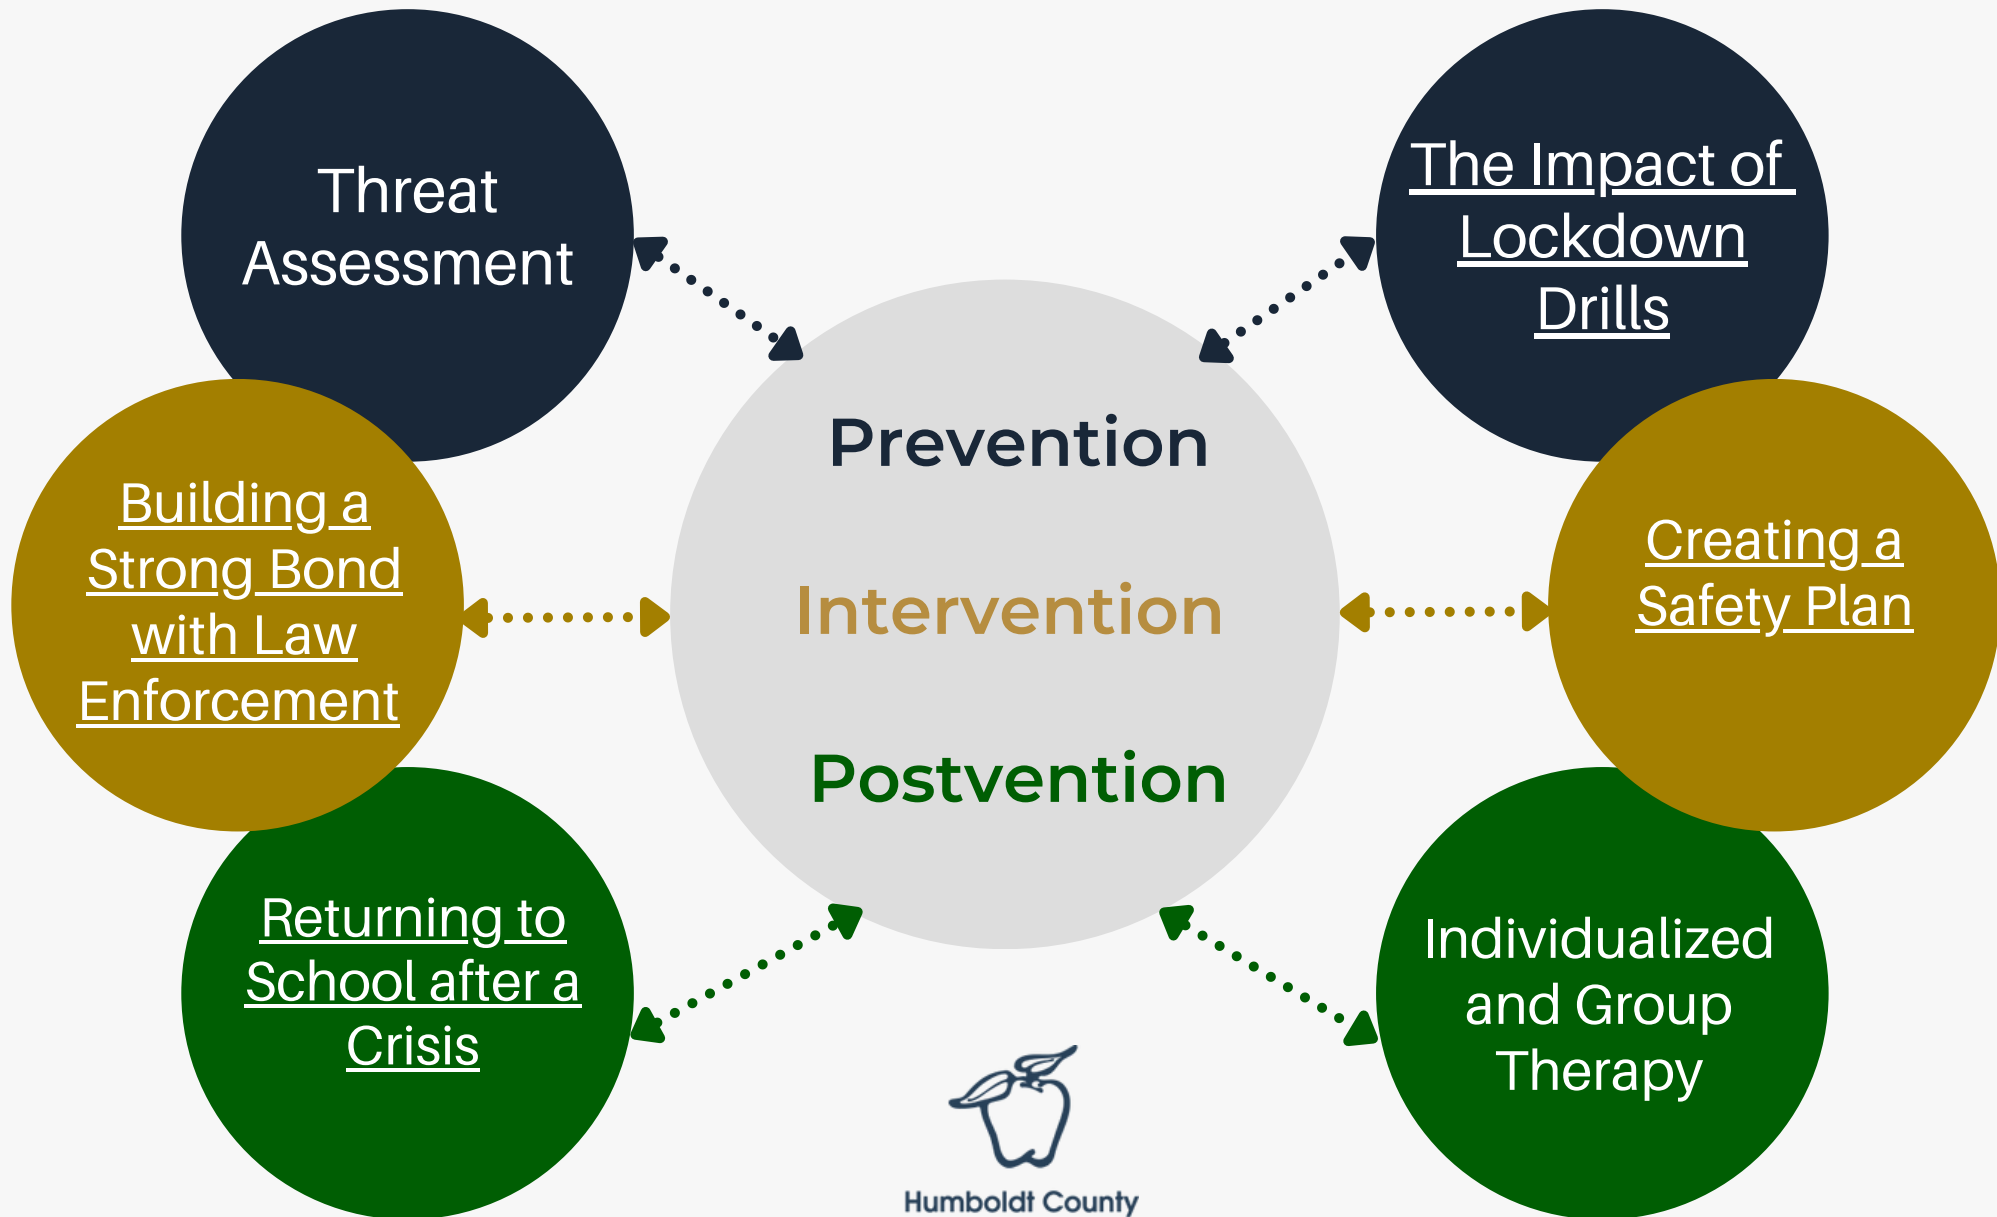 Threat
Assessment
The Impact of
Lockdown
Drills
Prevention
Intervention
Postvention
Building a
Strong Bond
with Law
Enforcement
Creating a
Safety Plan
Returning to
School after a
Crisis
Individualized
and Group
Therapy
Humboldt County